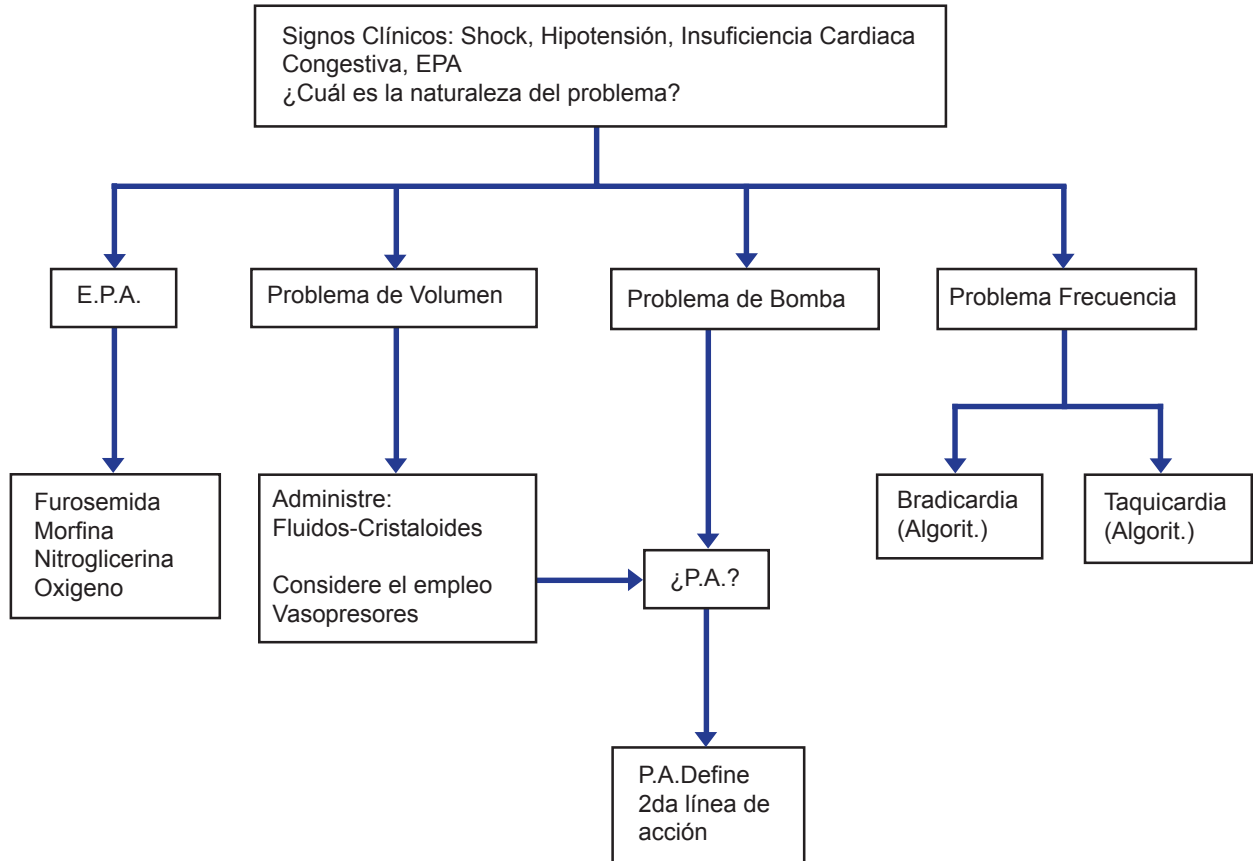 Signos Clínicos: Shock, Hipotensión, Insuficiencia Cardiaca
Congestiva, EPA
¿Cuál es la naturaleza del problema?
E.P.A.
Problema de Volumen
Problema de Bomba
Problema Frecuencia
Furosemida
Morfina
Nitroglicerina
Oxigeno
Administre:
Fluidos-Cristaloides
Considere el empleo
Vasopresores
¿P.A.?
Bradicardia
(Algorit.)
Taquicardia
(Algorit.)
P.A.Define
2da línea de
acción